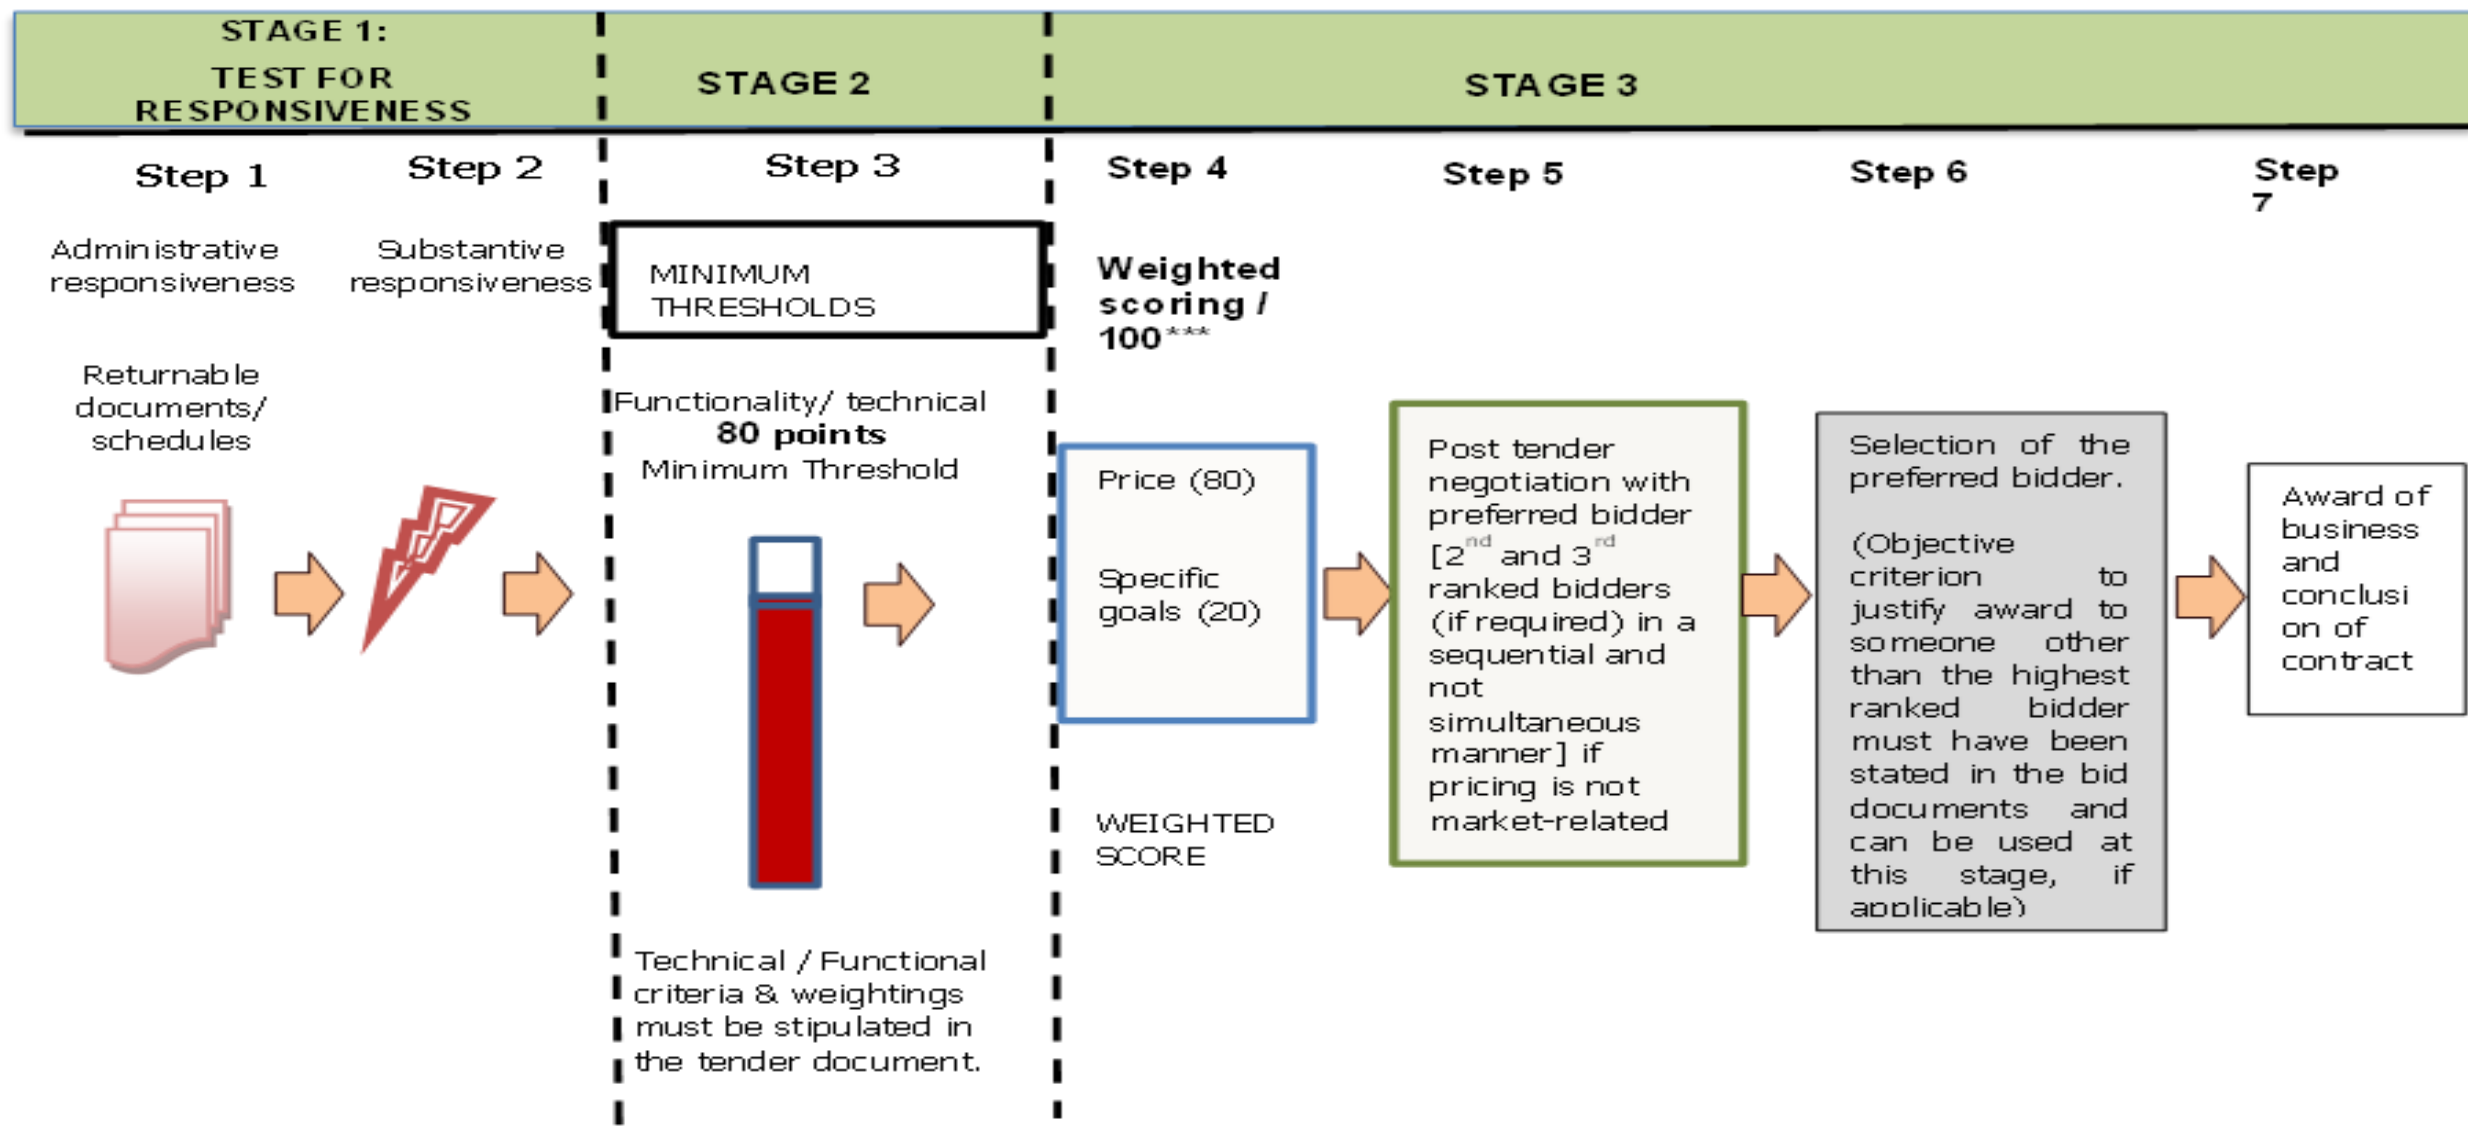 STAGE 1:
TEST FOR
RESPONSIVENESS
STAGE 2
STAGE 3
Step 1
Step 2
Step 3
Step 4
Step 5
Step 6
Step
7
Administrative
responsiveness
Returnable
documents/
schedules
Substantive
responsiveness
MINIMUM
THRESHOLDS
Functionality/ technical
80 points
Minimum Threshold
Technical / Functional
criteria & weightings
must be stipulated in
the tender document.
Weighted
scoring /
100***
Price (80)
Specific
goals (20)
WEIGHTED
SCORE
Post tender
negotiation with
preferred bidder
[2nd and 3rd
ranked bidders
(if required) in a
sequential and
not
simultaneous
manner] if
pricing is not
market-related
Selection of the
preferred bidder.
(Objective
criterion to
justify award to
someone other
than the highest
ranked bidder
must have been
stated in the bid
documents and
can be used at
this stage, if
applicable)
Award of
business
and
conclusi
on of
contract